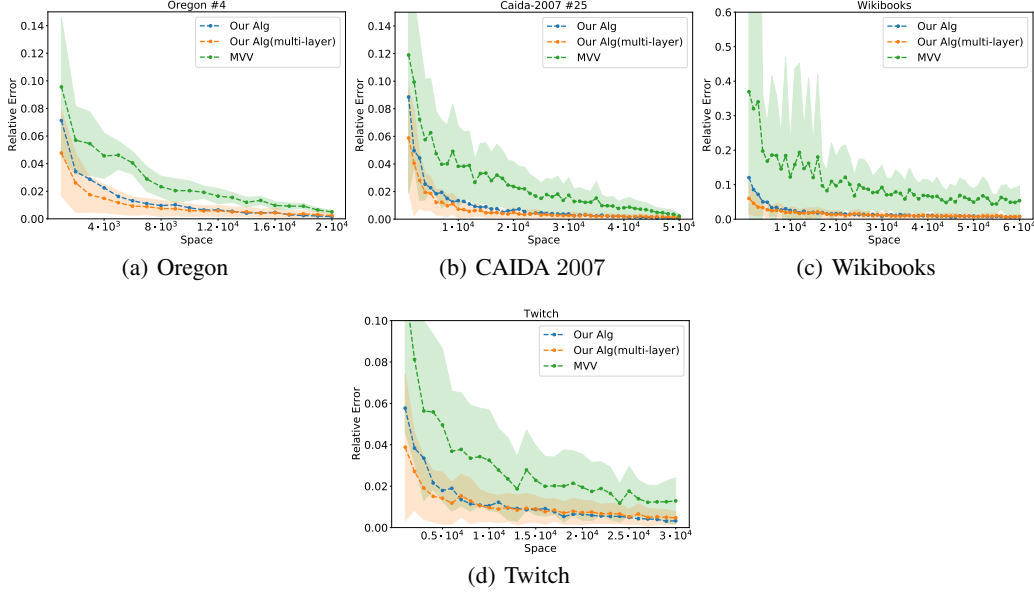 Oregon #4
Relative Error
0.14
0.12
0.10
0.08
0.06
0.04
0.02
0.00
Our Alg
Our Alg(multi-layer)
MVV
4·10³ 8·10³ 12·10³ 16·10³ 2·10⁴
Space
(a) Oregon
Caida-2007 #25
Relative Error
0.14
0.12
0.10
0.08
0.06
0.04
0.02
0.00
Our Alg
Our Alg(multi-layer)
MVV
1·10⁴ 2·10⁴ 3·10⁴ 4·10⁴ 5·10⁴
Space
(b) CAIDA 2007
Wikibooks
Relative Error
0.6
0.5
0.4
0.3
0.2
0.1
0.0
Our Alg
Our Alg(multi-layer)
MVV
1·10⁴ 2·10⁴ 3·10⁴ 4·10⁴ 5·10⁴ 6·10⁴
Space
(c) Wikibooks
Twitch
Relative Error
0.10
0.08
0.06
0.04
0.02
0.00
Our Alg
Our Alg(multi-layer)
MVV
0.5·10⁴ 1·10⁴ 1.5·10⁴ 2·10⁴ 2.5·10⁴ 3·10⁴
Space
(d) Twitch